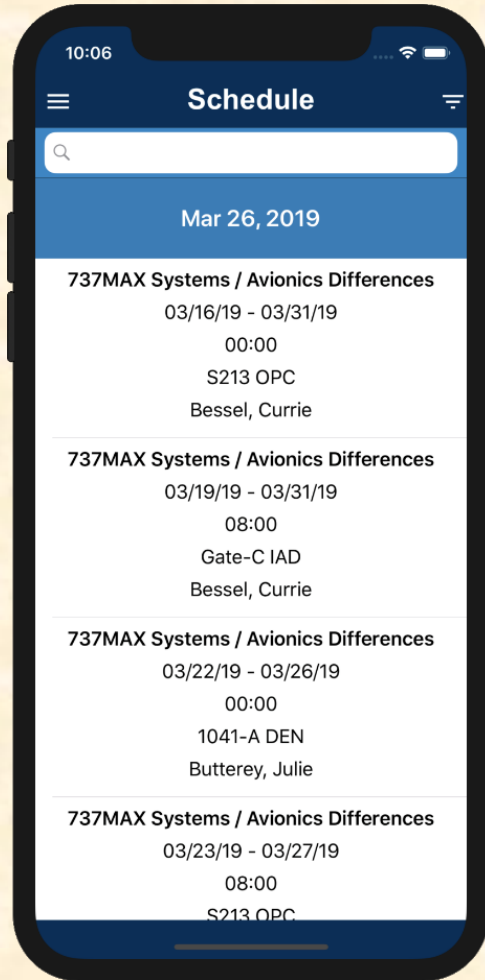 10:06
Schedule
Mar 26, 2019
737MAX Systems / Avionics Differences
03/16/19 - 03/31/19
00:00
S213 OPC
Bessel, Currie
737MAX Systems / Avionics Differences
03/19/19 - 03/31/19
08:00
Gate-C IAD
Bessel, Currie
737MAX Systems / Avionics Differences
03/22/19 - 03/26/19
00:00
1041-A DEN
Butterey, Julie
737MAX Systems / Avionics Differences
03/23/19 - 03/27/19
08:00
S213 OPC